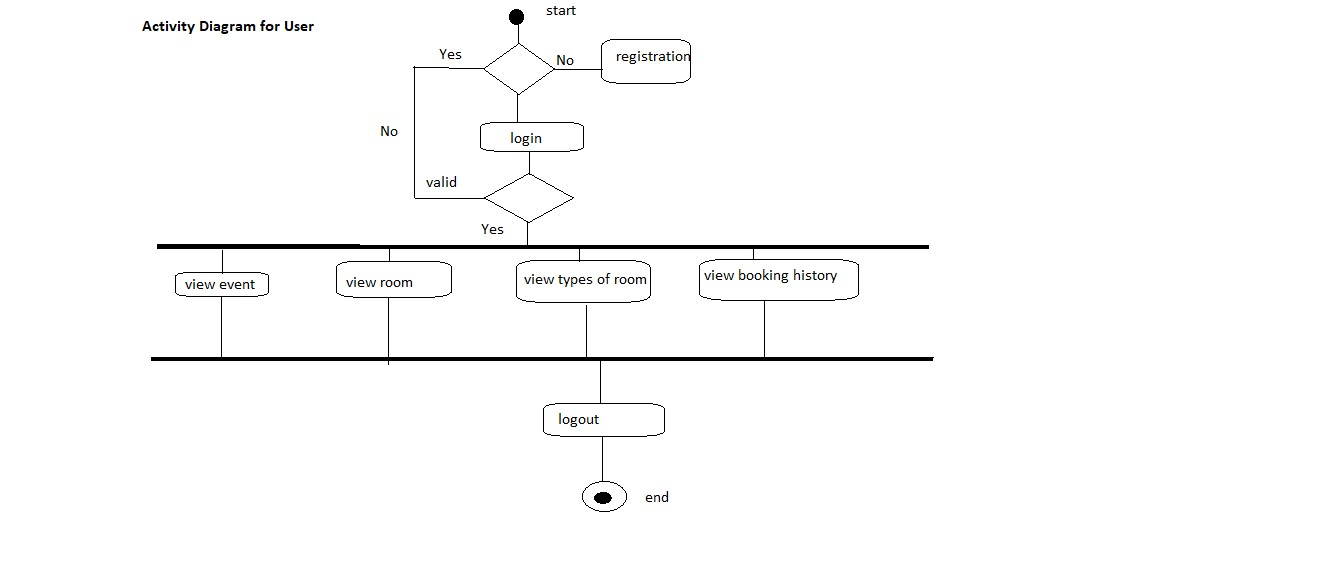 start
Activity Diagram for User
Yes
No
registration
No
login
valid
Yes
view event
view room
view types of room
view booking history
logout
end